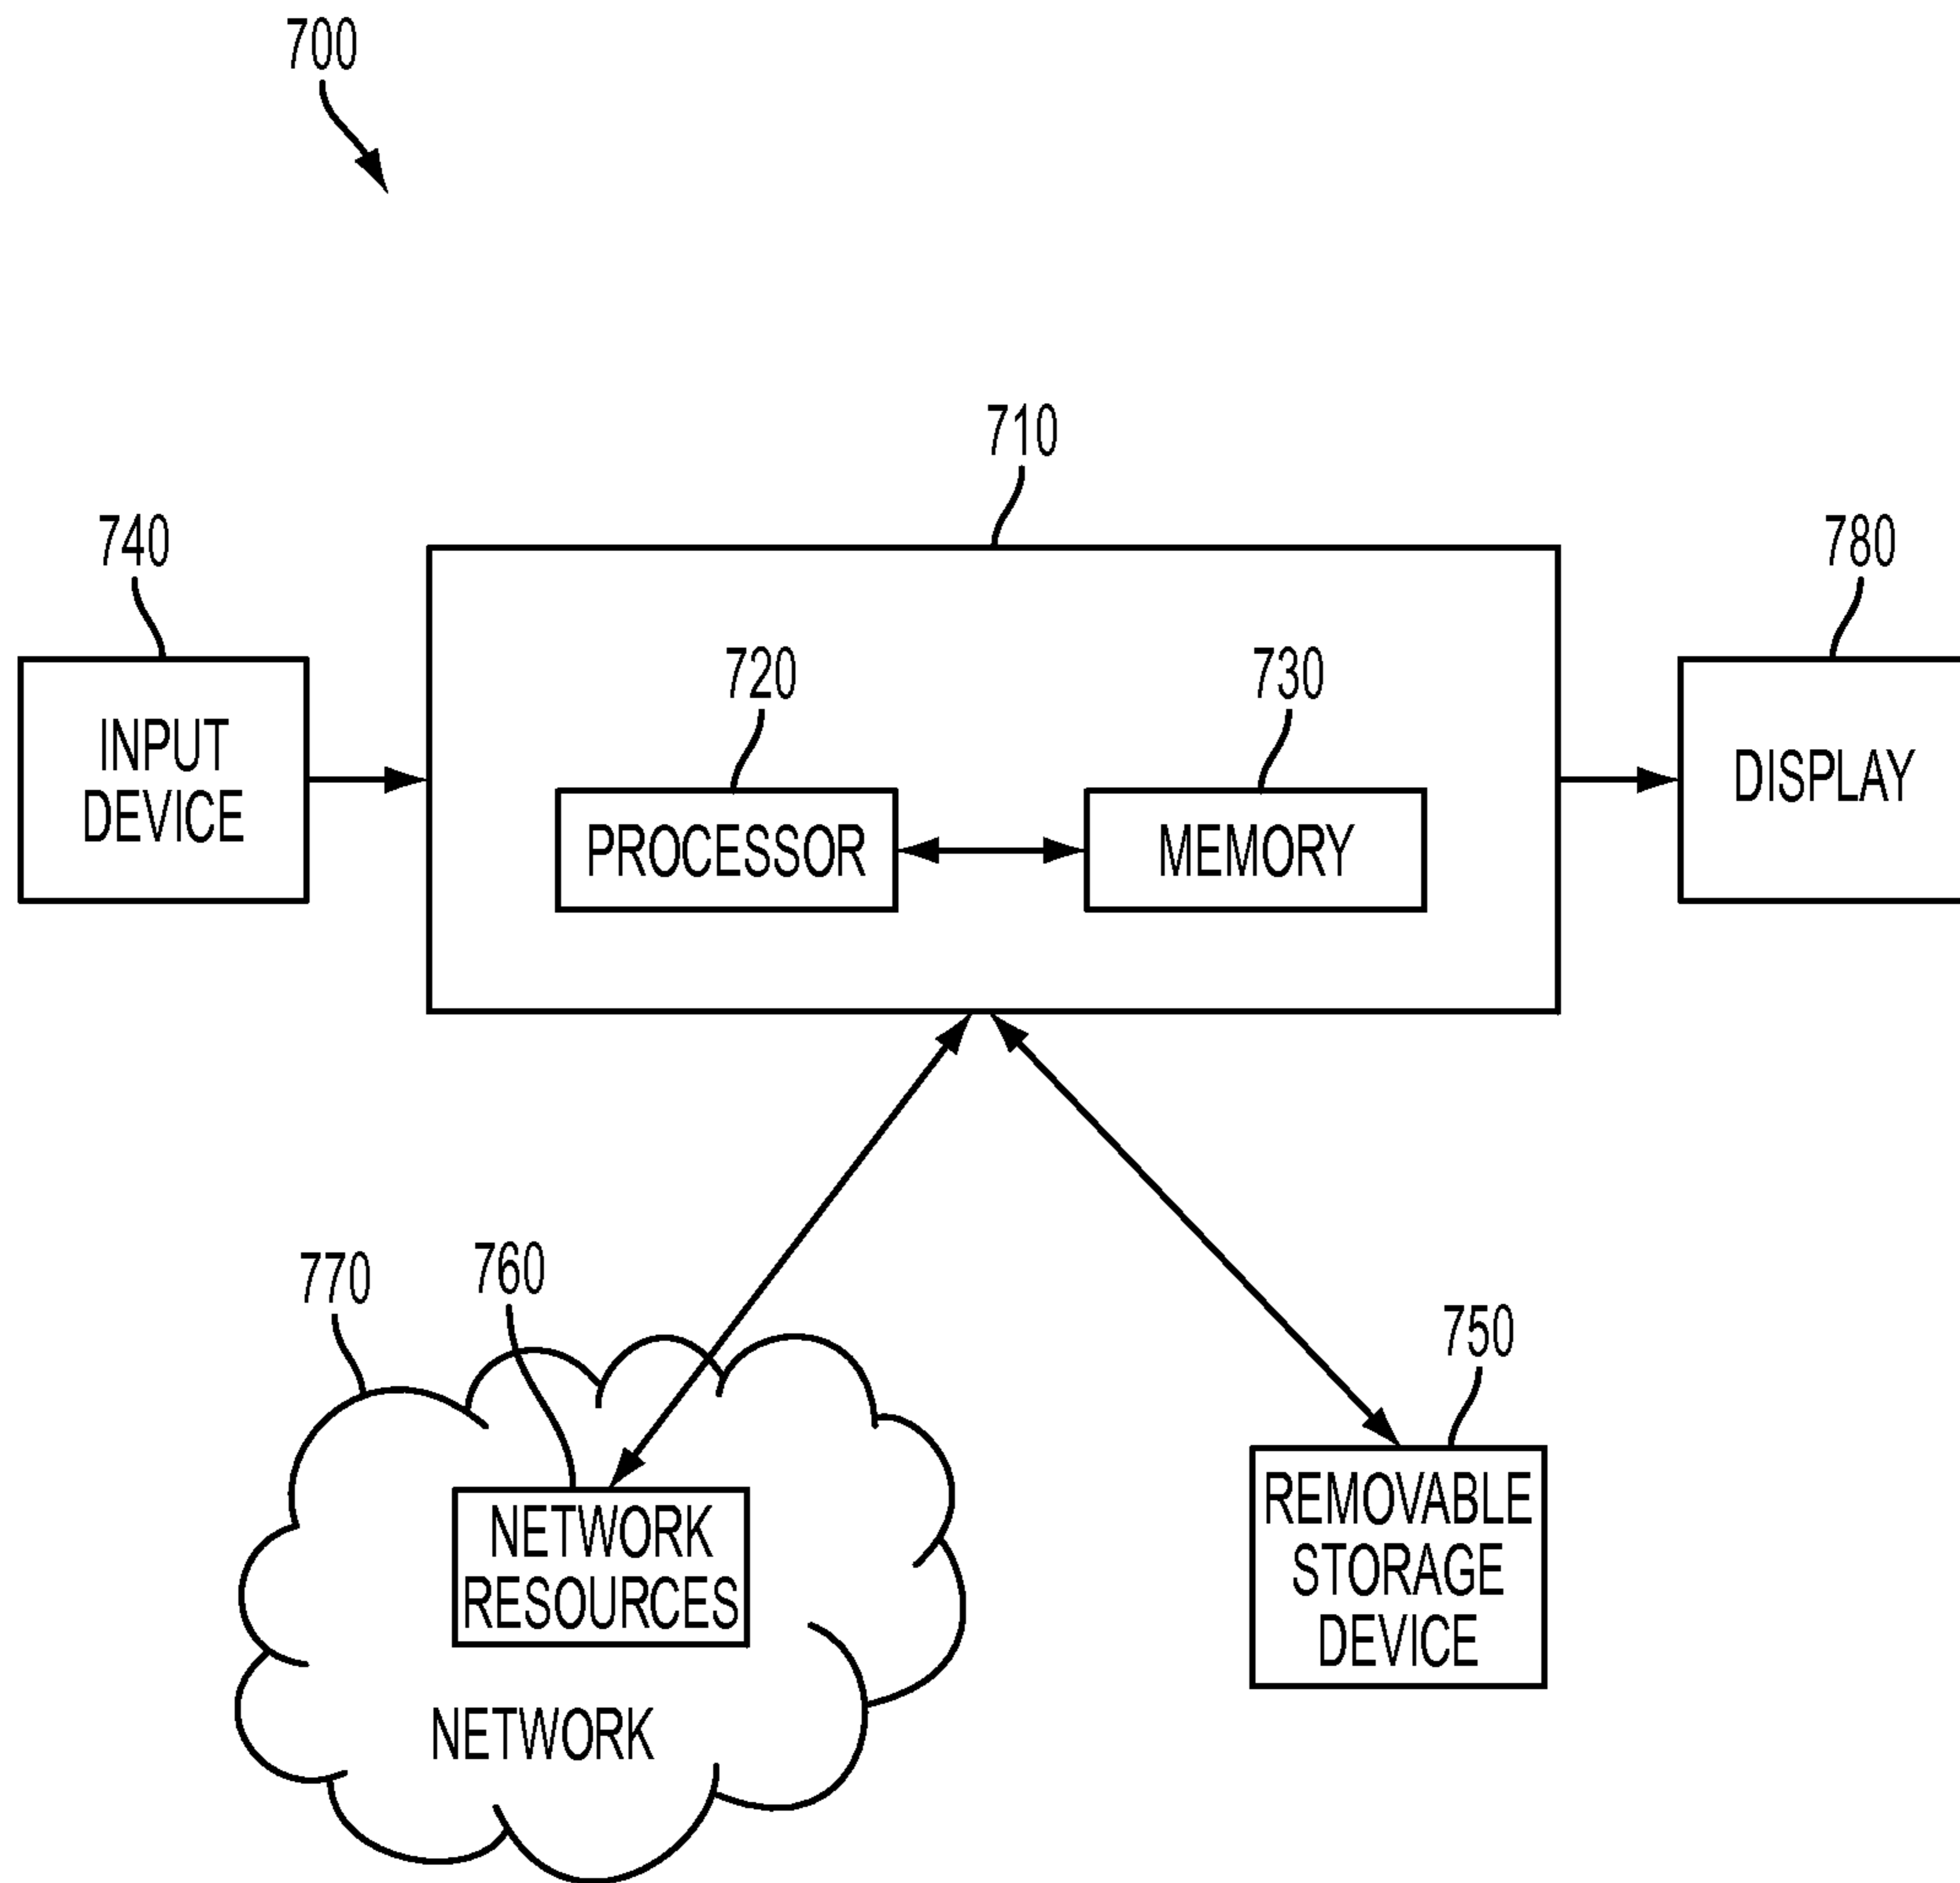 700
710
740
780
720
730
INPUT
DEVICE
PROCESSOR
MEMORY
DISPLAY
770
760
750
NETWORK
RESOURCES
REMOVABLE
STORAGE
DEVICE
NETWORK